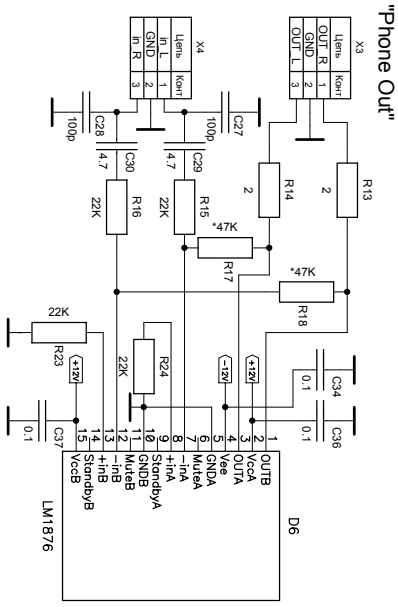 "Phone Out"
X3
Цепь Конт
OUT_R 1
GND 2
OUT_L 3
X4
Цепь Конт
in_L 1
GND 2
in_R 3
R13
2
R14
2
C27
100p
C28
100p
C29
4.7
C30
4.7
R15
22K
R16
22K
*47K
R17
*47K
R18
22K
R23
22K
R24
+12V
-12V
+12V
C34
0.1
C36
0.1
C37
0.1
1 OUTB
2 VccA
3 OUTA
4 Vee
5 GNDA
6 MuteA
7 -inA
8 +inA
9 StandbyA
10 GNDB
11 MuteB
12 -inB
13 +inB
14 StandbyB
15 VccB
D6
LM1876